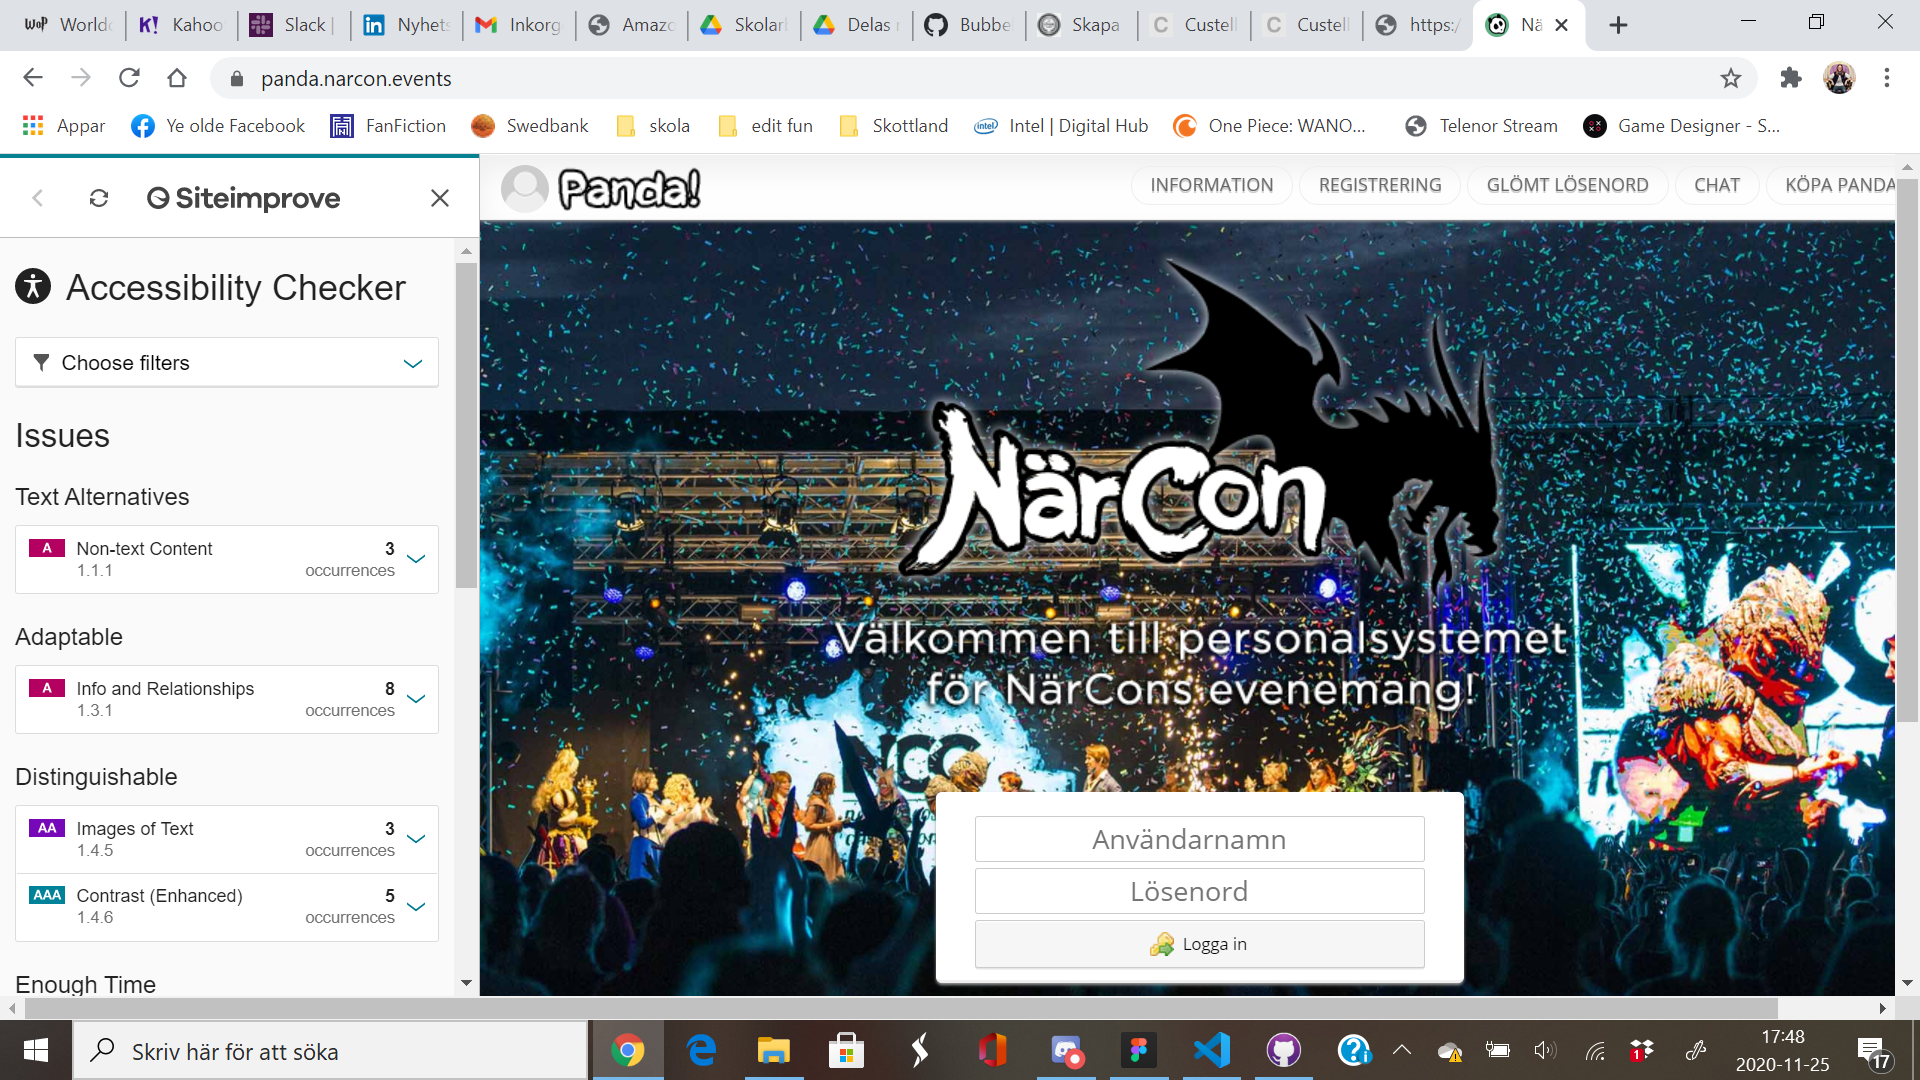 WOP World
K! Kahoo
Slack |
in Nyhets
Inkorg
Amazo
Skolarb
Delas
Bubbe
Skapa
C Custell
C Custell
https:/
Nä
panda.narcon.events
Appar
Ye olde Facebook
FanFiction
Swedbank
skola
edit fun
Skottland
intel Intel | Digital Hub
One Piece: WANO...
Telenor Stream
Game Designer - S...
Siteimprove
Accessibility Checker
Choose filters
Issues
Text Alternatives
A Non-text Content 3
1.1.1 occurrences
Adaptable
A Info and Relationships 8
1.3.1 occurrences
Distinguishable
AA Images of Text 3
1.4.5 occurrences
AAA Contrast (Enhanced) 5
1.4.6 occurrences
Enough Time
Panda!
INFORMATION
REGISTRERING
GLÖMT LÖSENORD
CHAT
KÖPA PANDA
NärCon
Välkommen till personalsystemet
för NärCons evenemang!
NCC
Användarnamn
Lösenord
Logga in
Skriv här för att söka
1
17:48
2020-11-25
17